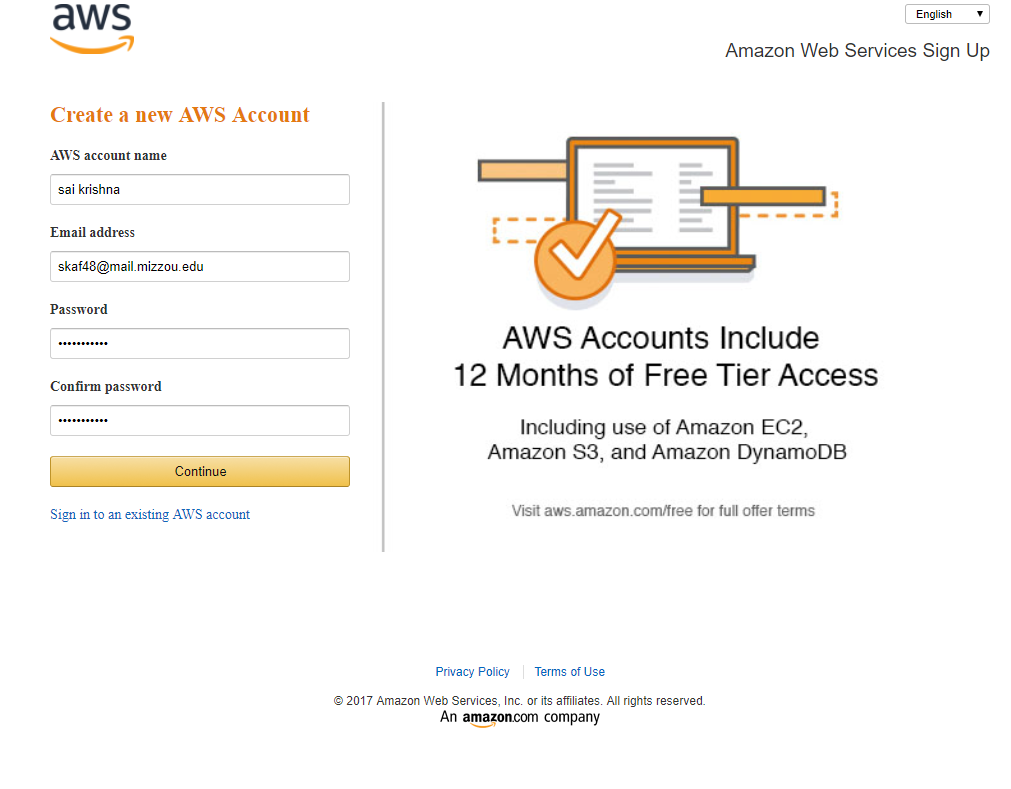 aws
English
Amazon Web Services Sign Up
Create a new AWS Account
AWS account name
sai krishna
Email address
skaf48@mail.mizzou.edu
Password
•••••••••••
Confirm password
•••••••••••
Continue
Sign in to an existing AWS account
AWS Accounts Include
12 Months of Free Tier Access
Including use of Amazon EC2,
Amazon S3, and Amazon DynamoDB
Visit aws.amazon.com/free for full offer terms
Privacy Policy
Terms of Use
© 2017 Amazon Web Services, Inc. or its affiliates. All rights reserved.
An amazon.com company